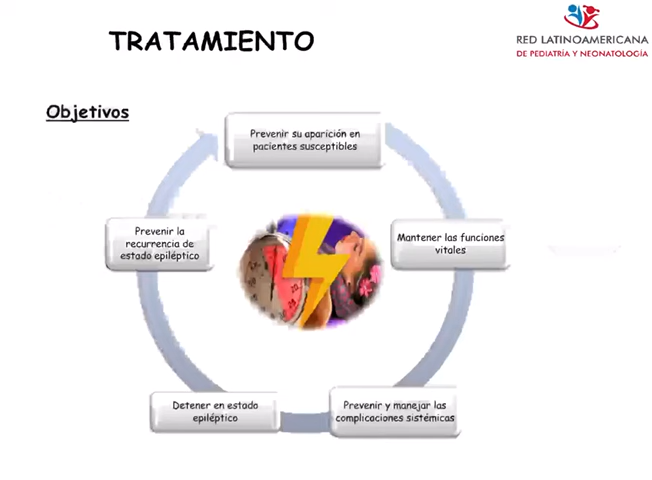 TRATAMIENTO
RED LATINOAMERICANA
DE PEDIATRÍA Y NEONATOLOGÍA
Objetivos
Prevenir su aparición en
pacientes susceptibles
Mantener las funciones
vitales
Prevenir y manejar las
complicaciones sistémicas
Detener en estado
epiléptico
Prevenir la
recurrencia de
estado epiléptico